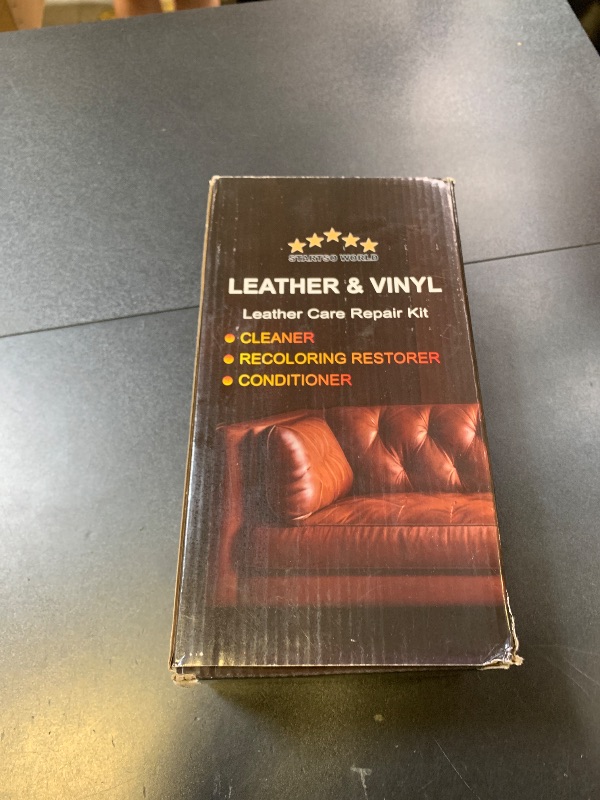 STARTSO WORLD
LEATHER & VINYL
Leather Care Repair Kit
CLEANER
RECOLORING RESTORER
CONDITIONER